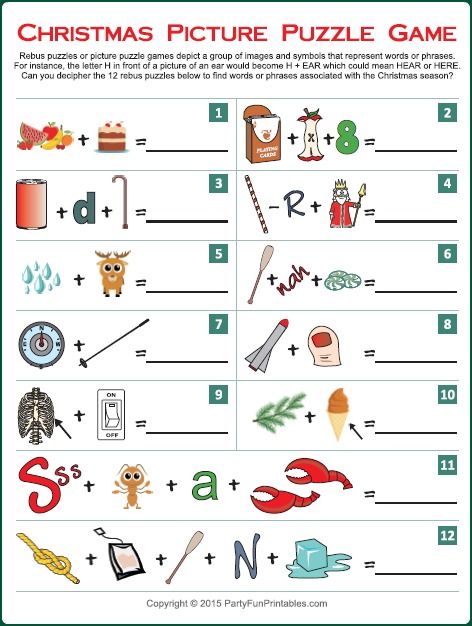 CHRISTMAS PICTURE PUZZLE GAME
Rebus puzzles or picture puzzle games depict a group of images and symbols that represent words or phrases.
For instance, the letter H in front of a picture of an ear would become H + EAR which could mean HEAR or HERE.
Can you decipher the 12 rebus puzzles below to find words or phrases associated with the Christmas season?
1
+ =
2
PLAYING CARDS
+ X + 8 =
3
+ d + =
4
- R + =
5
+ =
6
+ nah + =
7
N E S W
+ =
8
+ =
9
ON
+ =
OFF
10
+ =
11
Ssss + + a + =
12
+ + + N + =
Copyright © 2015 PartyFunPrintables.com